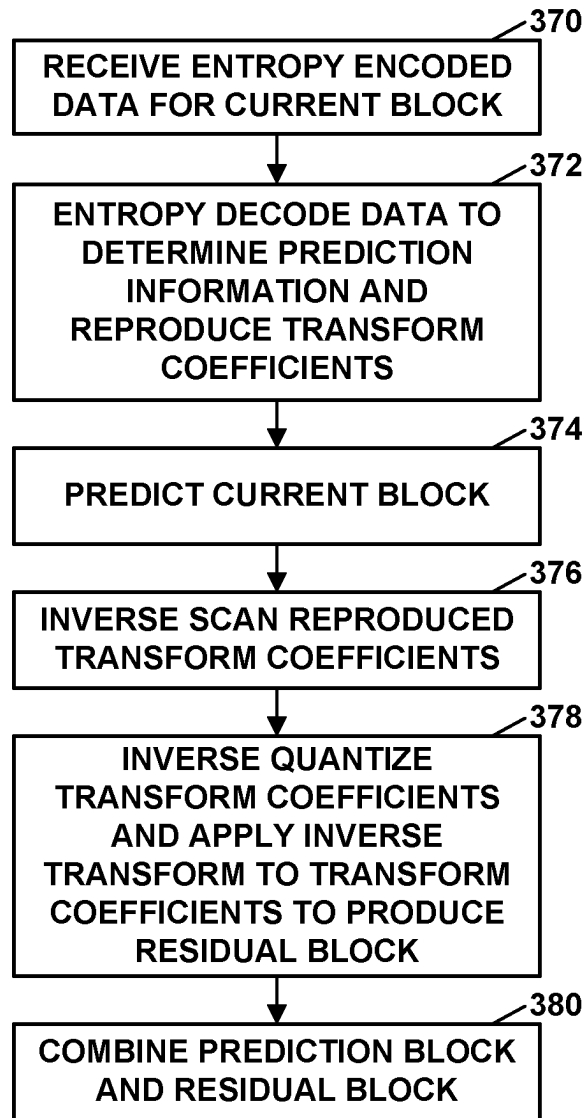 370
RECEIVE ENTROPY ENCODED
DATA FOR CURRENT BLOCK
372
ENTROPY DECODE DATA TO
DETERMINE PREDICTION
INFORMATION AND
REPRODUCE TRANSFORM
COEFFICIENTS
374
PREDICT CURRENT BLOCK
376
INVERSE SCAN REPRODUCED
TRANSFORM COEFFICIENTS
378
INVERSE QUANTIZE
TRANSFORM COEFFICIENTS
AND APPLY INVERSE
TRANSFORM TO TRANSFORM
COEFFICIENTS TO PRODUCE
RESIDUAL BLOCK
380
COMBINE PREDICTION BLOCK
AND RESIDUAL BLOCK